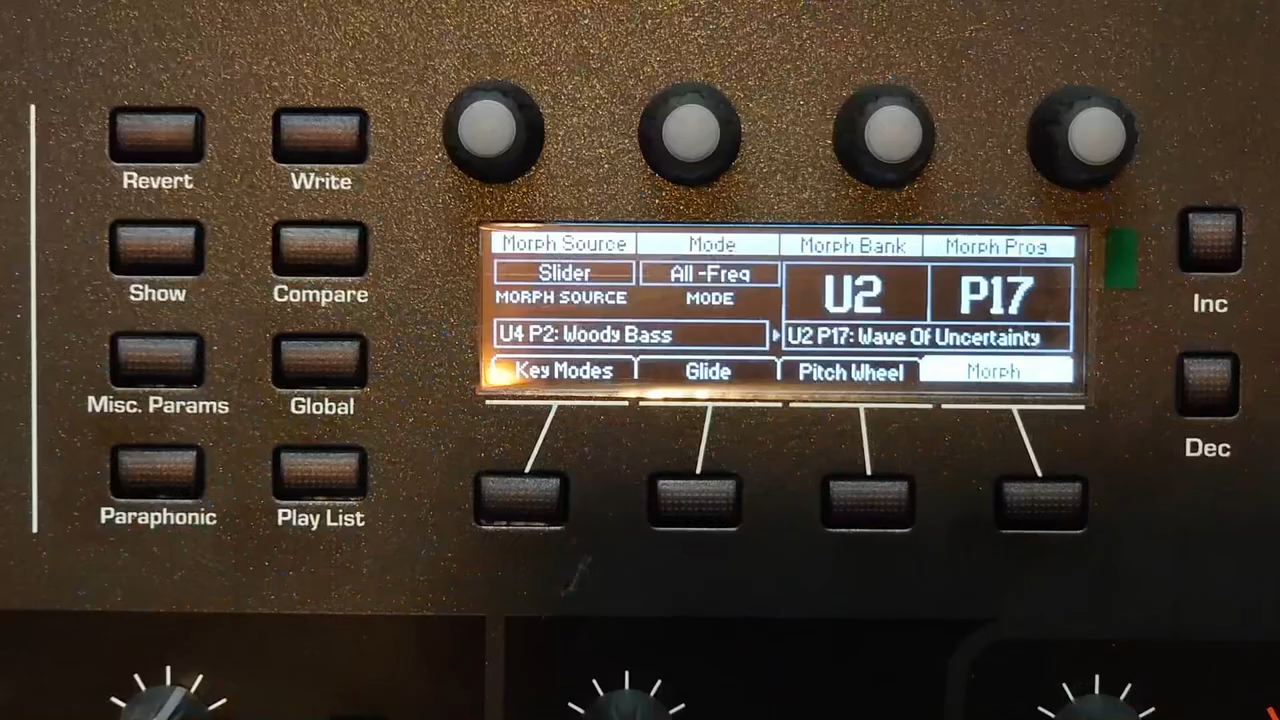 Revert Write
Show Compare
Misc. Params Global
Paraphonic Play List
Morph Source Mode Morph Bank Morph Prog
Slider All -Freq U2 P17
MORPH SOURCE MODE
U4 P2: Woody Bass U2 P17: Wave Of Uncertainty
Key Modes Glide Pitch Wheel Morph
Inc
Dec